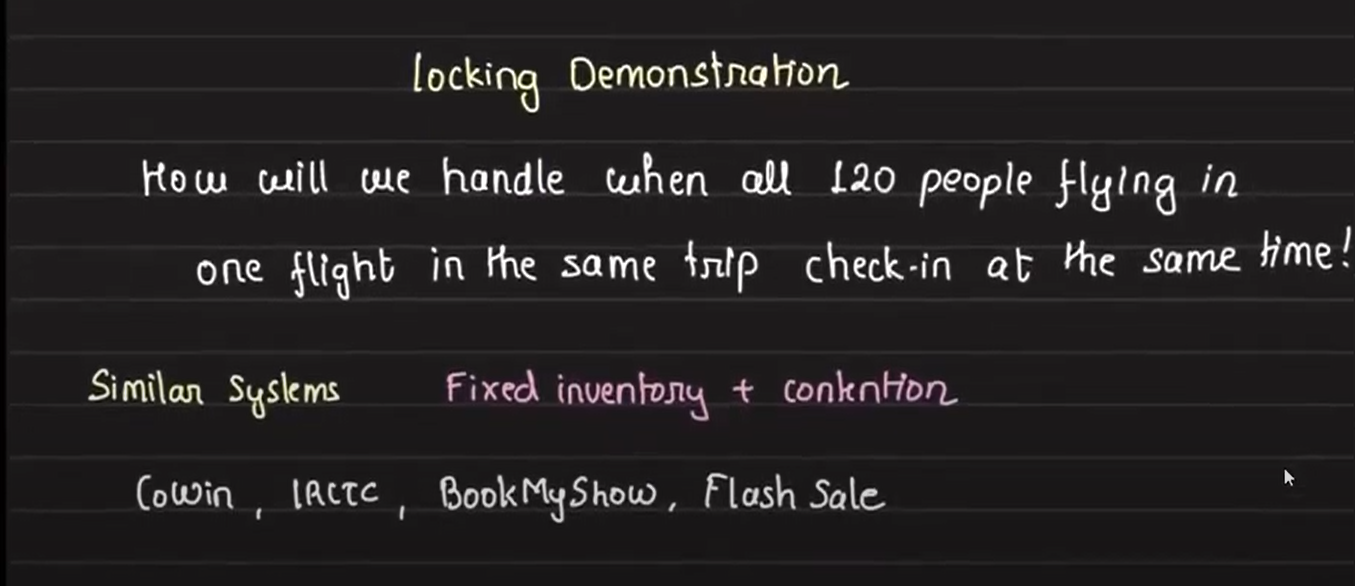 Locking Demonstration
How will we handle when all 120 people flying in
one flight in the same trip check-in at the same time!
Similar Systems Fixed inventory + contention
CoWin, IRCTC, BookMyShow, Flash Sale